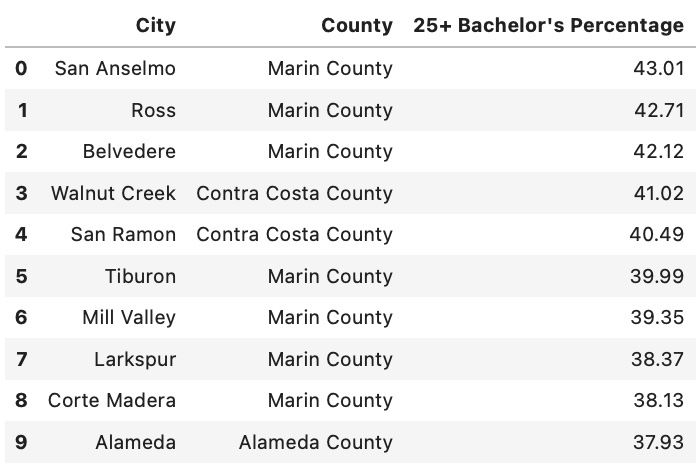 City County 25+ Bachelor's Percentage
0 San Anselmo Marin County 43.01
1 Ross Marin County 42.71
2 Belvedere Marin County 42.12
3 Walnut Creek Contra Costa County 41.02
4 San Ramon Contra Costa County 40.49
5 Tiburon Marin County 39.99
6 Mill Valley Marin County 39.35
7 Larkspur Marin County 38.37
8 Corte Madera Marin County 38.13
9 Alameda Alameda County 37.93